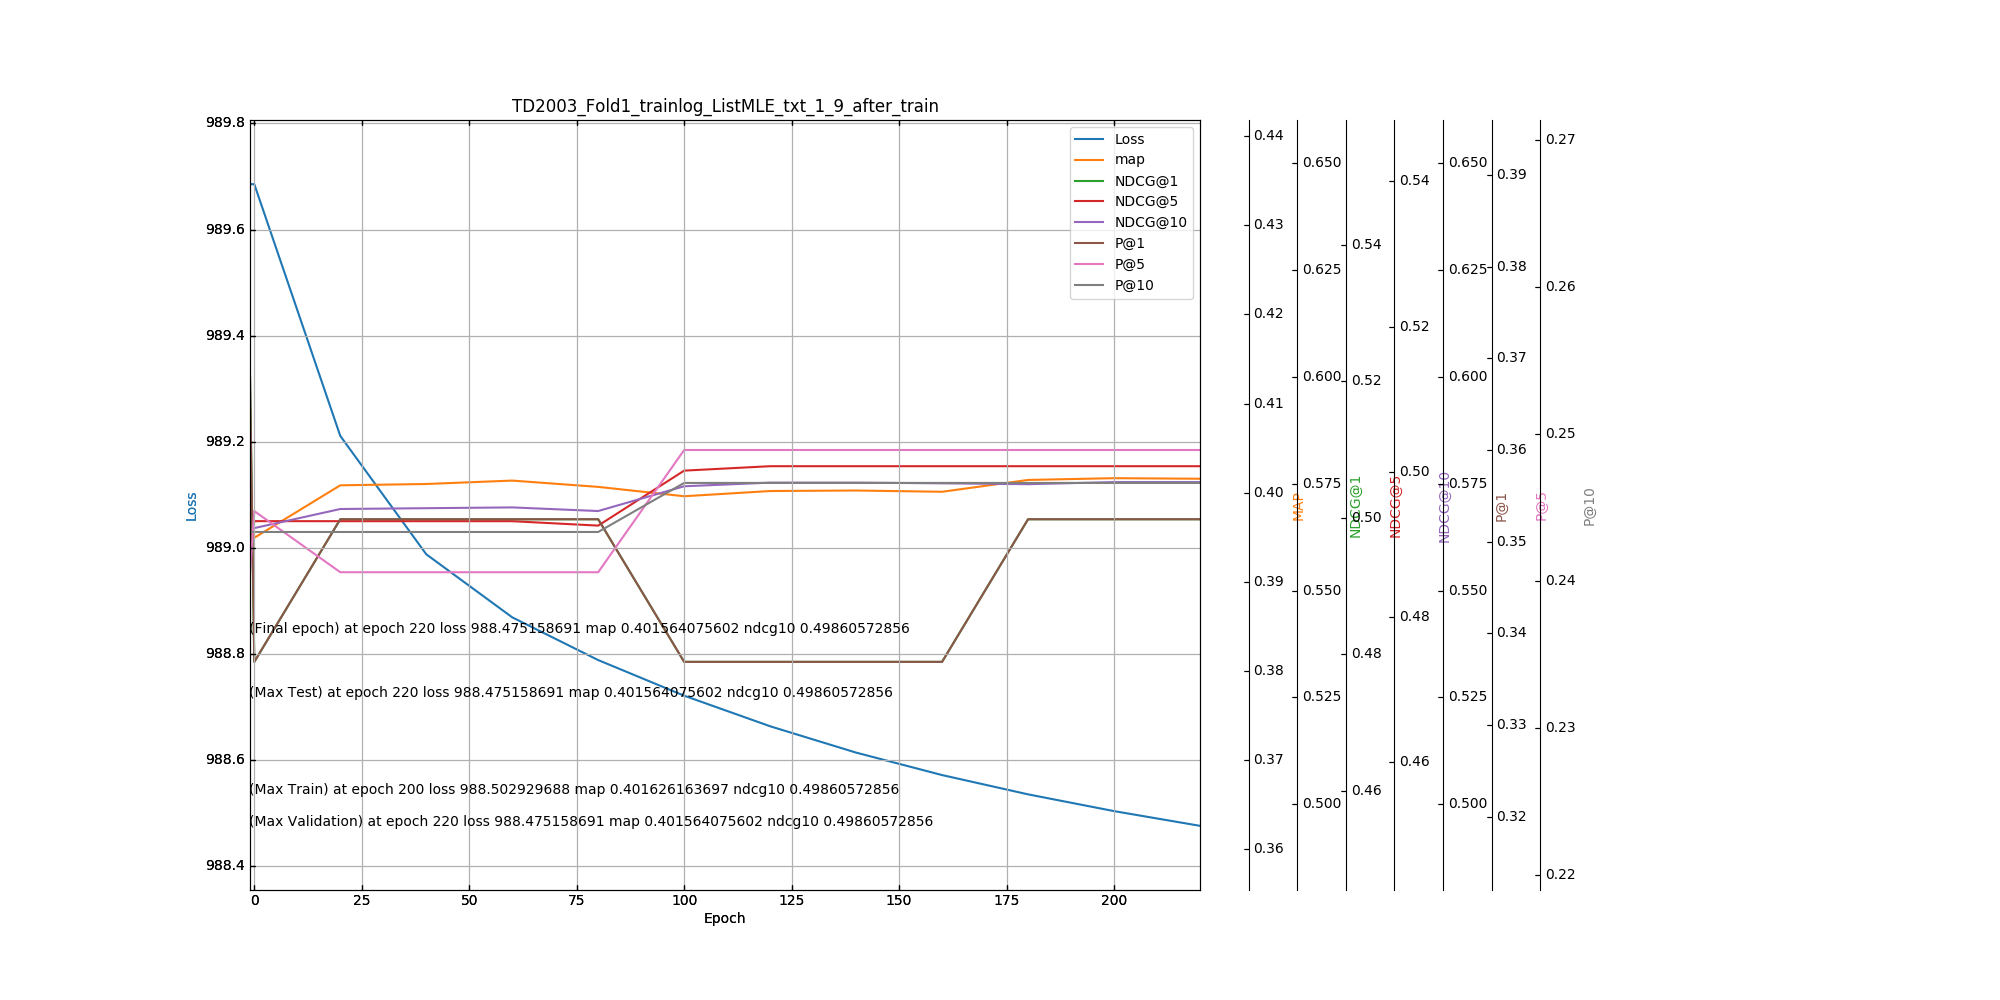 TD2003_Fold1_trainlog_ListMLE_txt_1_9_after_train
989.8
989.6
989.4
989.2
989.0
988.8
988.6
988.4
Loss
0
25
50
75
100
125
150
175
200
Epoch
Loss
map
NDCG@1
NDCG@5
NDCG@10
P@1
P@5
P@10
(Final epoch) at epoch 220 loss 988.475158691 map 0.401564075602 ndcg10 0.49860572856
(Max Test) at epoch 220 loss 988.475158691 map 0.401564075602 ndcg10 0.49860572856
(Max Train) at epoch 200 loss 988.502929688 map 0.401626163697 ndcg10 0.49860572856
(Max Validation) at epoch 220 loss 988.475158691 map 0.401564075602 ndcg10 0.49860572856
0.44
0.43
0.42
0.41
0.40
0.39
0.38
0.37
0.36
MAP
0.650
0.625
0.600
0.575
0.550
0.525
0.500
NDCG@1
0.54
0.52
0.50
0.48
0.46
NDCG@5
0.54
0.52
0.50
0.48
0.46
NDCG@10
0.650
0.625
0.600
0.575
0.550
0.525
0.500
P@1
0.39
0.38
0.37
0.36
0.35
0.34
0.33
0.32
P@5
0.27
0.26
0.25
0.24
0.23
0.22
P@10